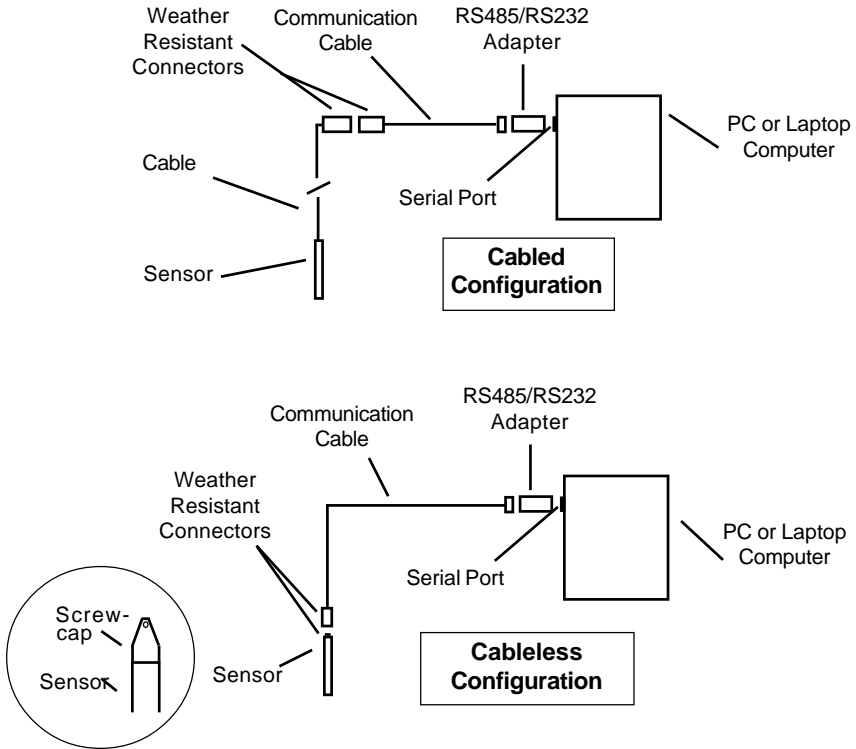 Weather
Resistant
Connectors
Communication
Cable
RS485/RS232
Adapter
PC or Laptop
Computer
Cable
Serial Port
Sensor
Cabled
Configuration
RS485/RS232
Adapter
Communication
Cable
Weather
Resistant
Connectors
PC or Laptop
Computer
Serial Port
Screw-
cap
Sensor
Sensor
Cableless
Configuration